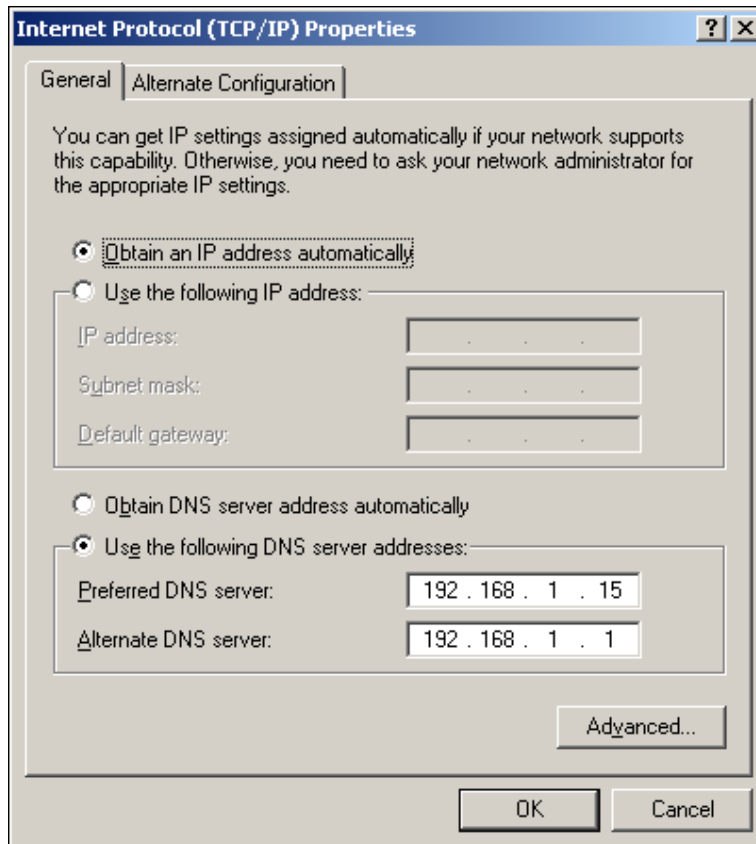 Internet Protocol (TCP/IP) Properties
General
Alternate Configuration
You can get IP settings assigned automatically if your network supports
this capability. Otherwise, you need to ask your network administrator for
the appropriate IP settings.
Obtain an IP address automatically
Use the following IP address:
IP address: . . .
Subnet mask: . . .
Default gateway: . . .
Obtain DNS server address automatically
Use the following DNS server addresses:
Preferred DNS server: 192 . 168 . 1 . 15
Alternate DNS server: 192 . 168 . 1 . 1
Advanced...
OK Cancel